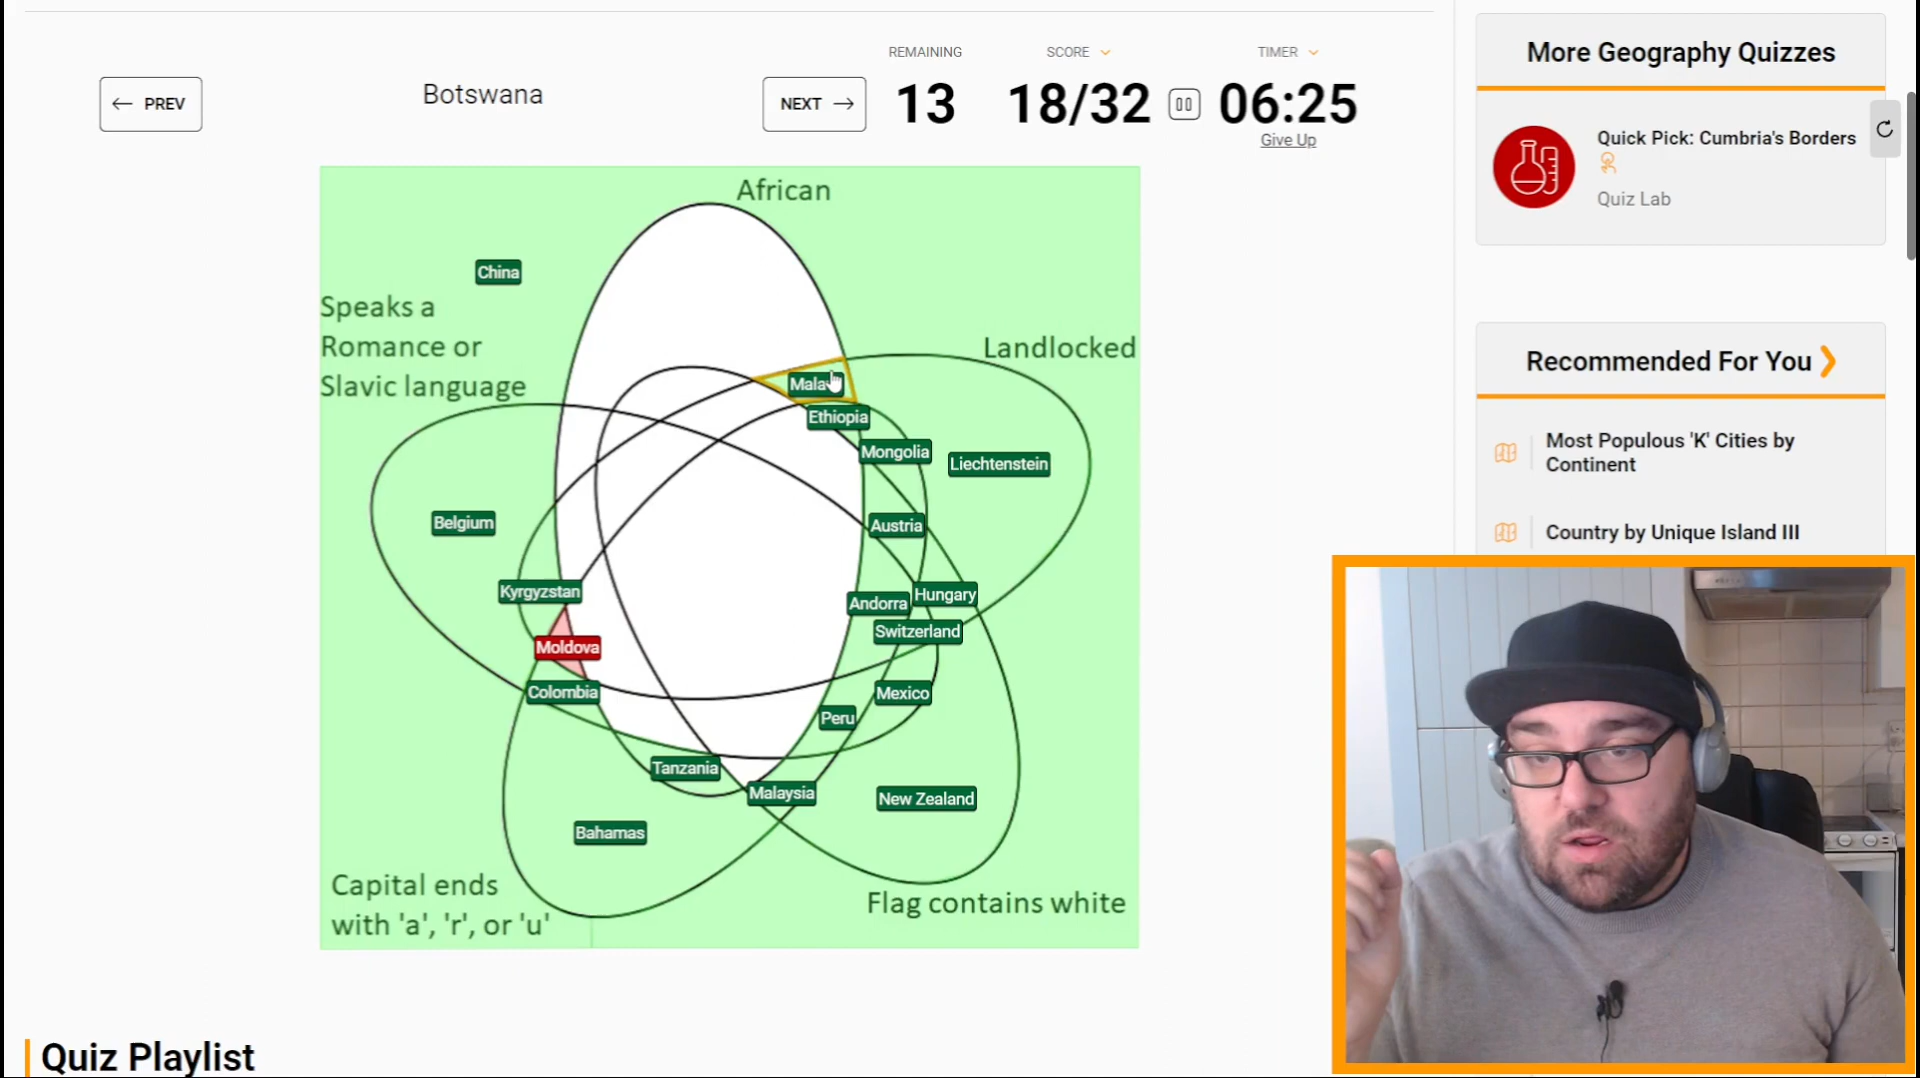 REMAINING
SCORE
TIMER
← PREV
Botswana
NEXT →
13
18/32
06:25
Give Up
African
China
Speaks a
Romance or
Slavic language
Landlocked
Ethiopia
Mongolia
Liechtenstein
Belgium
Austria
Kyrgyzstan
Andorra
Hungary
Switzerland
Moldova
Colombia
Mexico
Peru
Tanzania
Malaysia
New Zealand
Bahamas
Capital ends
with 'a', 'r', or 'u'
Flag contains white
Quiz Playlist
More Geography Quizzes
Quick Pick: Cumbria's Borders
Quiz Lab
Recommended For You
Most Populous 'K' Cities by
Continent
Country by Unique Island III